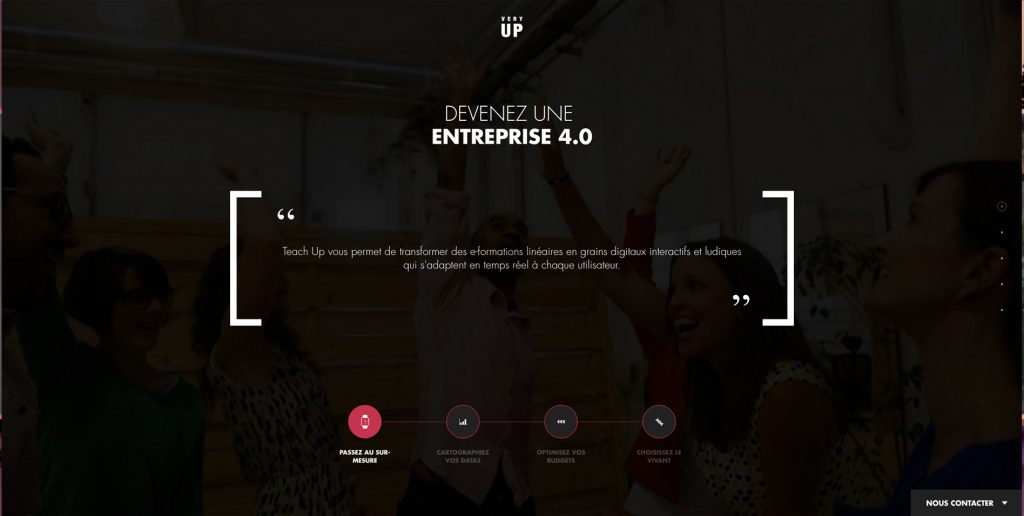 VERY
UP
DEVENEZ UNE
ENTREPRISE 4.0
“
Teach Up vous permet de transformer des e-formations linéaires en grains digitaux interactifs et ludiques
qui s'adaptent en temps réel à chaque utilisateur.
”
PASSEZ AU SUR-
MESURE
CARTOGRAPHIEZ
VOS DATAS
OPTIMISEZ VOS
BUDGETS
CHOISISSEZ LE
VIVANT
NOUS CONTACTER